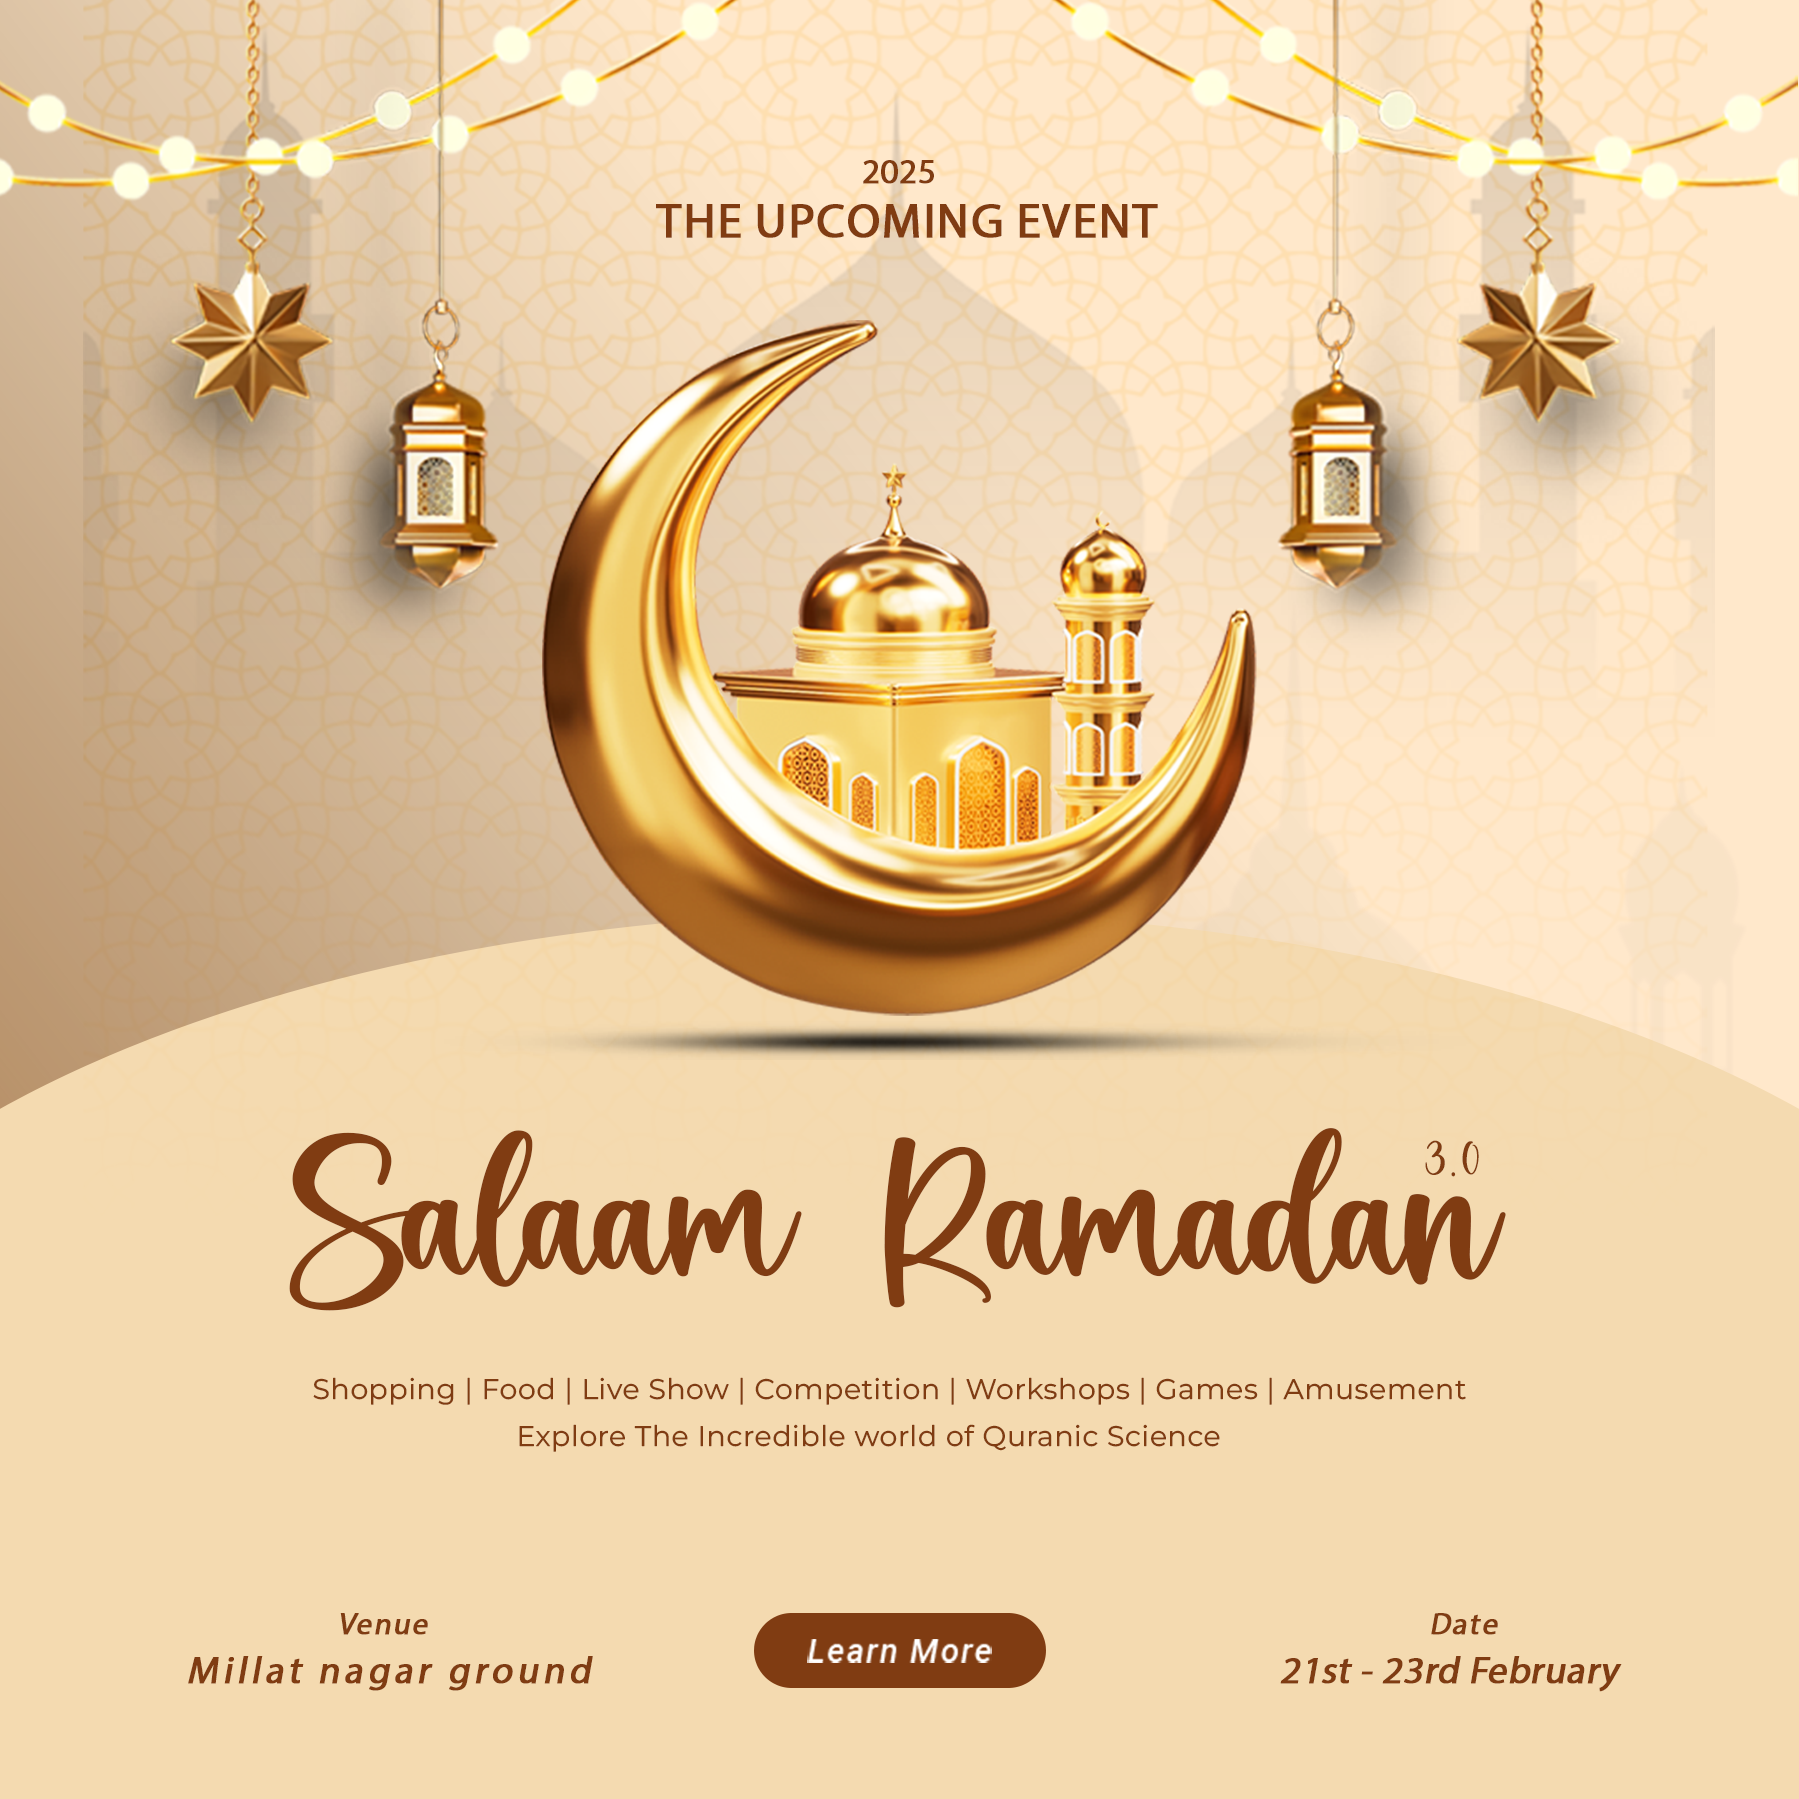 2025
THE UPCOMING EVENT
Salaam Ramadan 3.0
Shopping | Food | Live Show | Competition | Workshops | Games | Amusement
Explore The Incredible world of Quranic Science
Venue
Millat nagar ground
Learn More
Date
21st - 23rd February